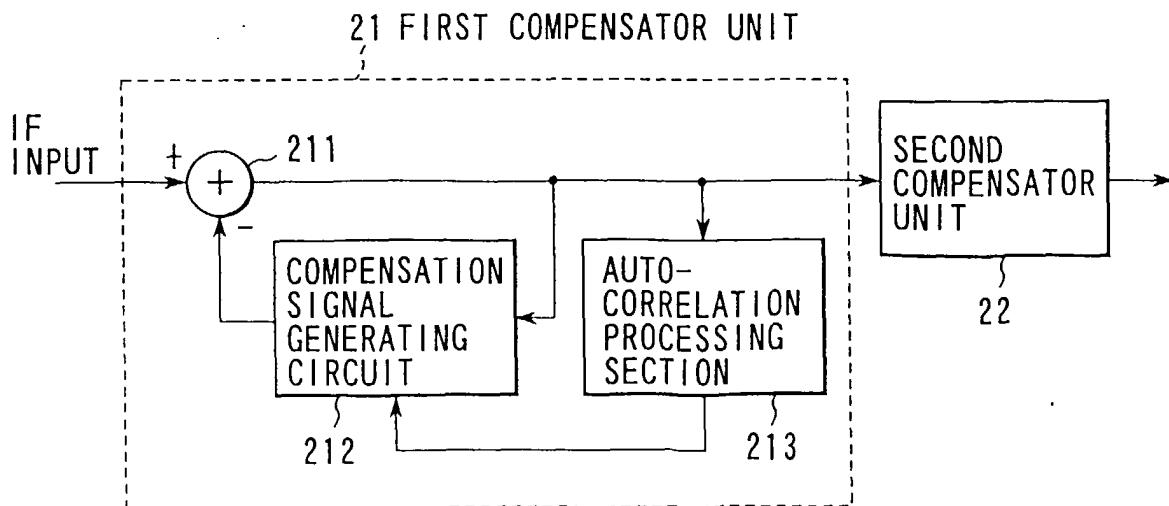 21 FIRST COMPENSATOR UNIT
IF
INPUT
+
211
+
-
SECOND
COMPENSATOR
UNIT
22
COMPENSATION
SIGNAL
GENERATING
CIRCUIT
212
AUTO-
CORRELATION
PROCESSING
SECTION
213